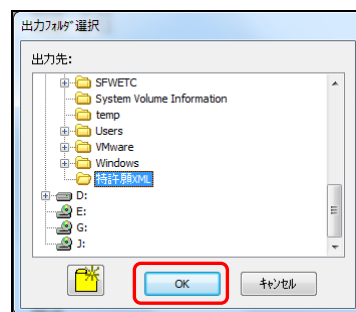 出力ﾌｫﾙﾀﾞ選択
出力先:
SFWETC
System Volume Information
temp
Users
VMware
Windows
特許願XML
D:
E:
G:
J:
OK
ｷｬﾝｾﾙ